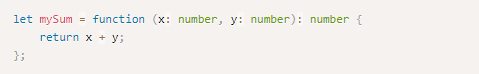 let mySum = function (x: number, y: number): number {
    return x + y;
};